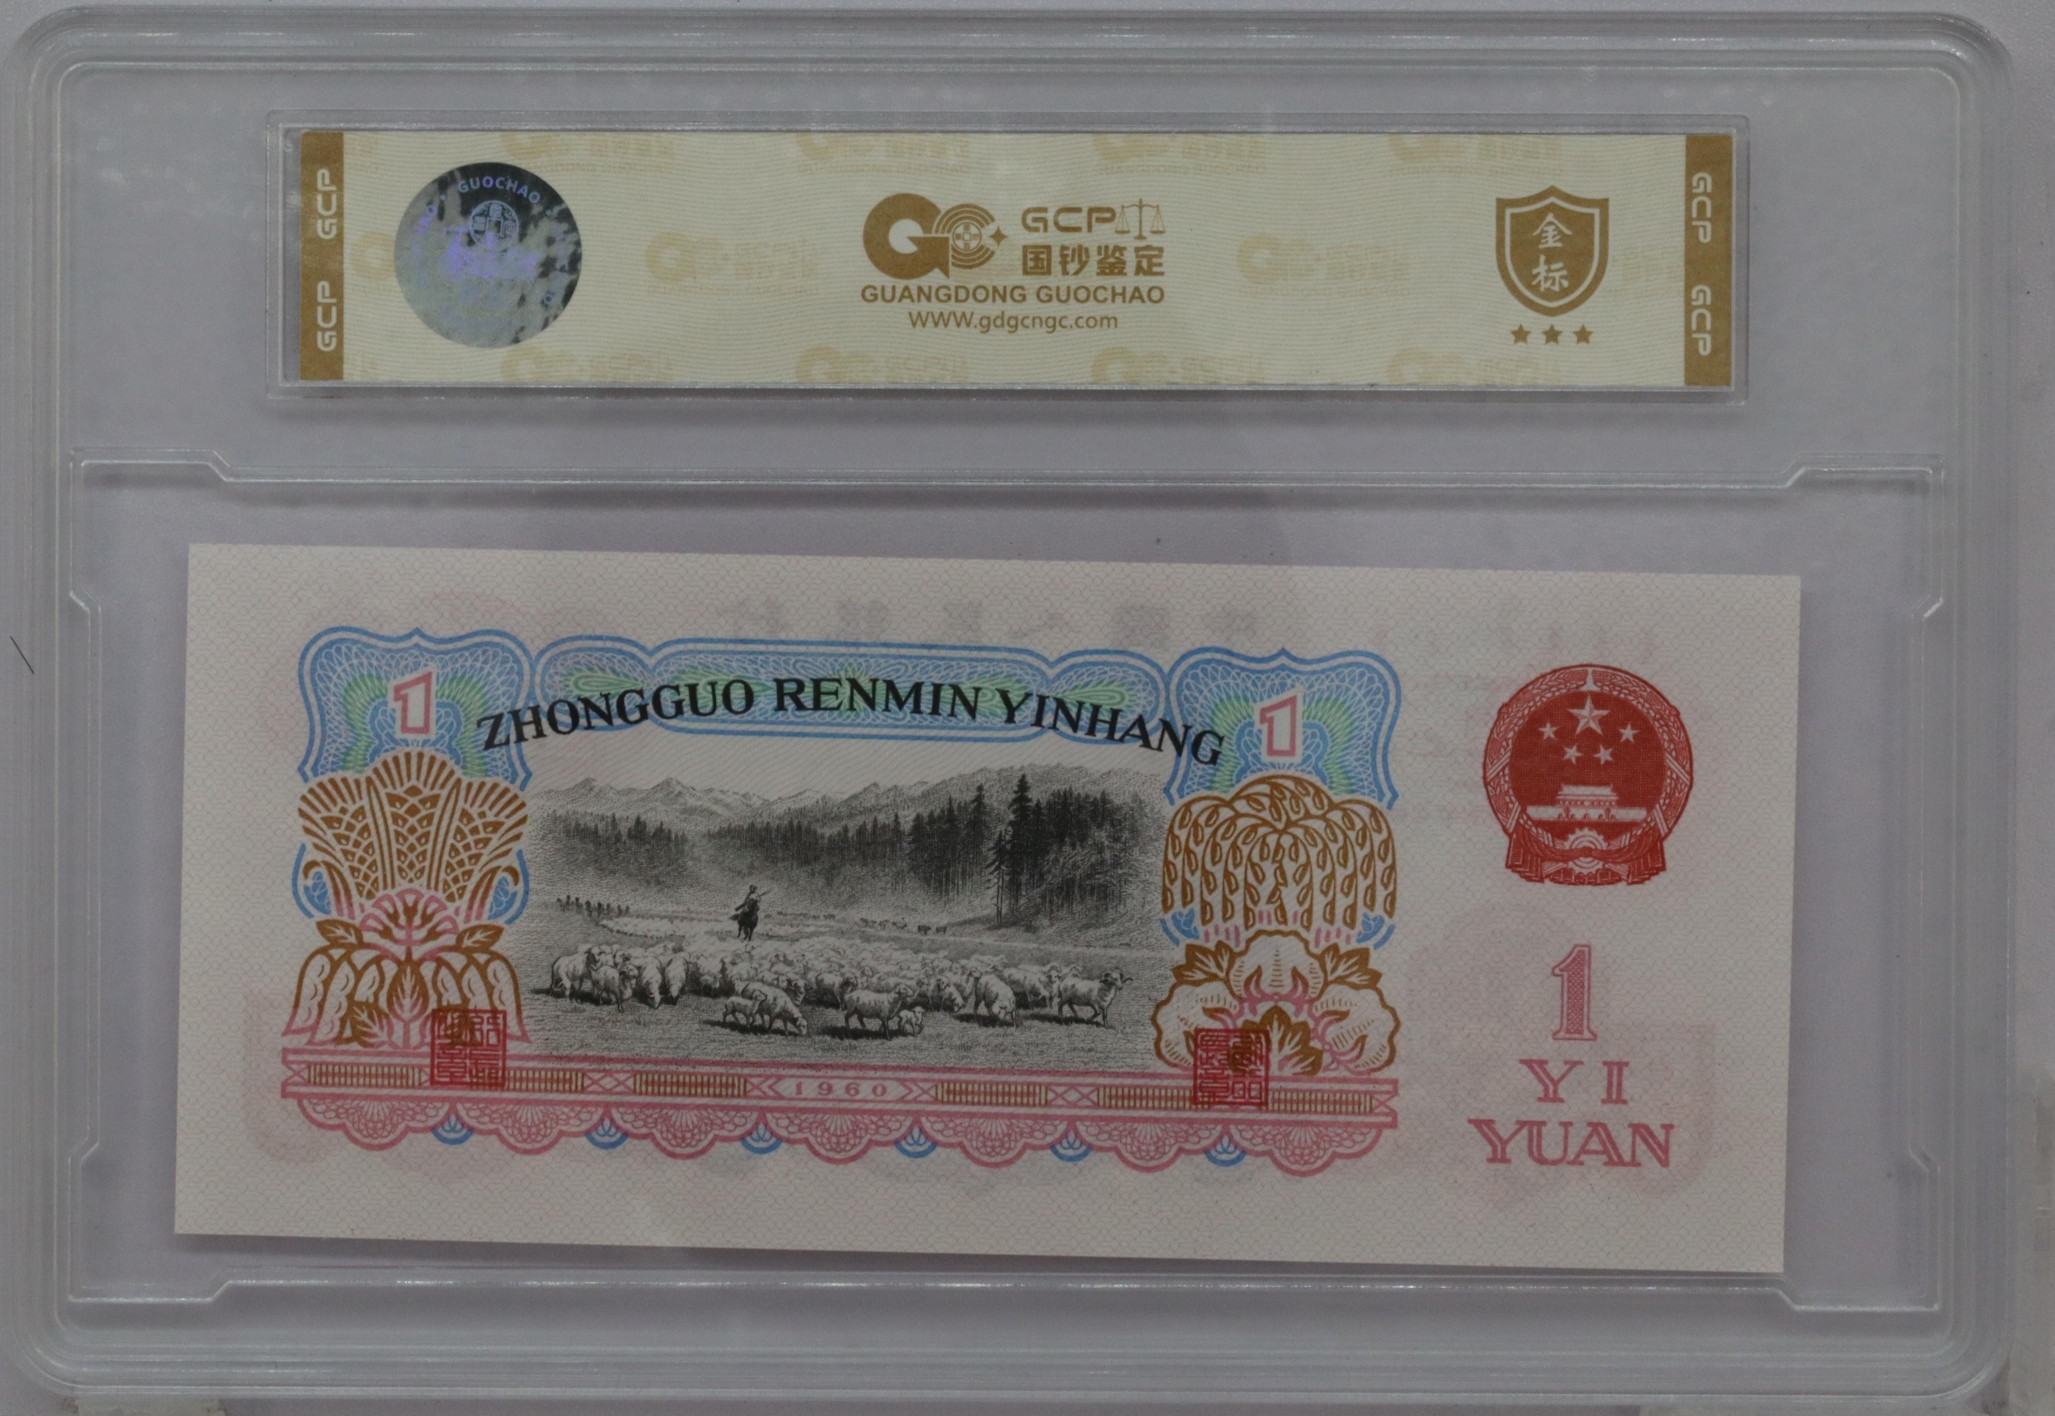 GCP GCP
GUOCHAO
GCP
国钞鉴定
GUANGDONG GUOCHAO
www.gdgcngc.com
金标
GCP GCP
1
ZHONGGUO RENMIN YINHANG
1
1960
1
YI
YUAN